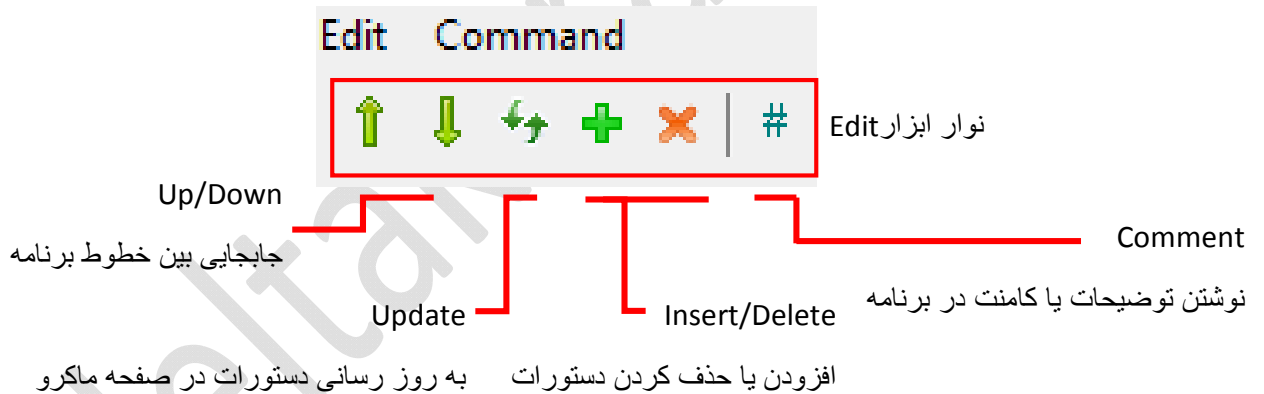 Edit Command
#
نوار ابزارEdit
Up/Down
جابجایی بین خطوط برنامه
Comment
نوشتن توضیحات یا کامنت در برنامه
Update
به روز رسانی دستورات در صفحه ماکرو
Insert/Delete
افزودن یا حذف کردن دستورات